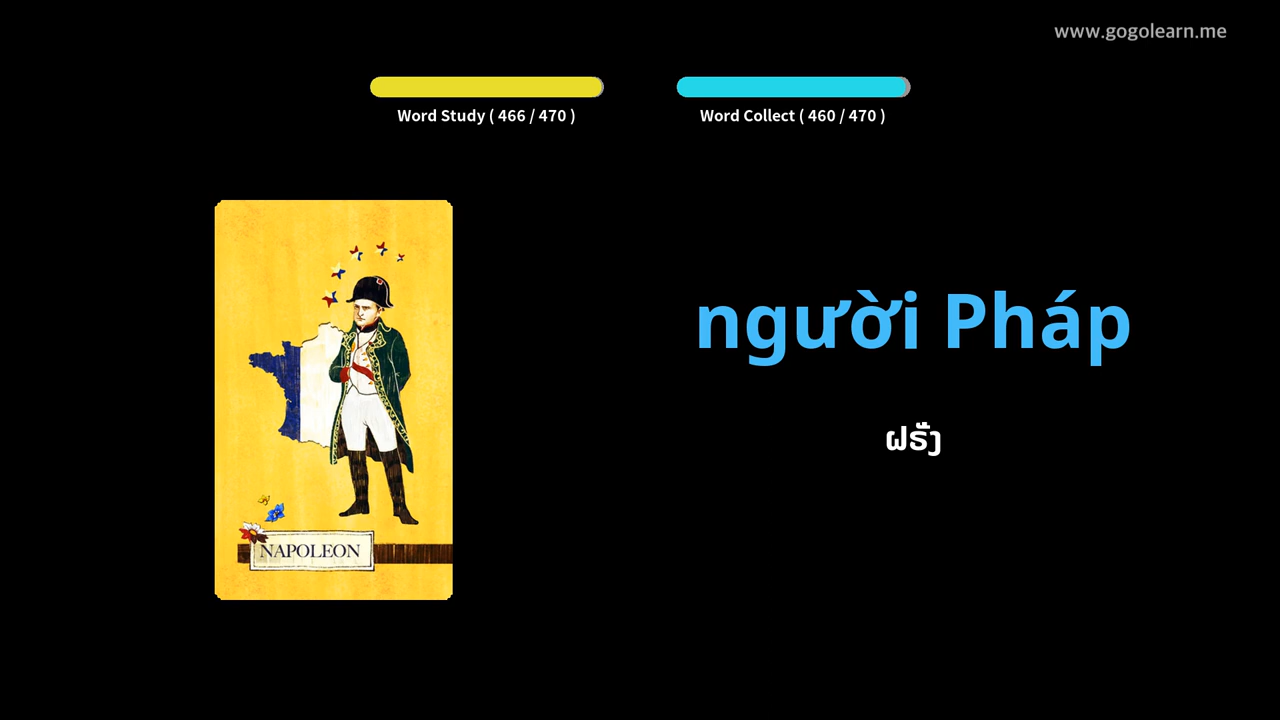 www.gogolearn.me
Word Study ( 466 / 470 )
Word Collect ( 460 / 470 )
người Pháp
ຝຣັ່ງ
NAPOLEON